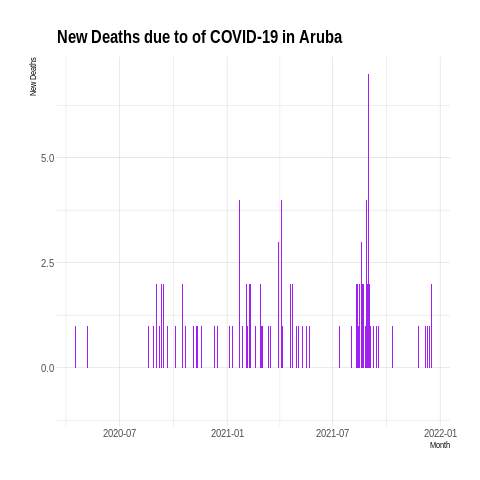 New Deaths due to of COVID-19 in Aruba
New Deaths
5.0
2.5
0.0
2020-07 2021-01 2021-07 2022-01
Month